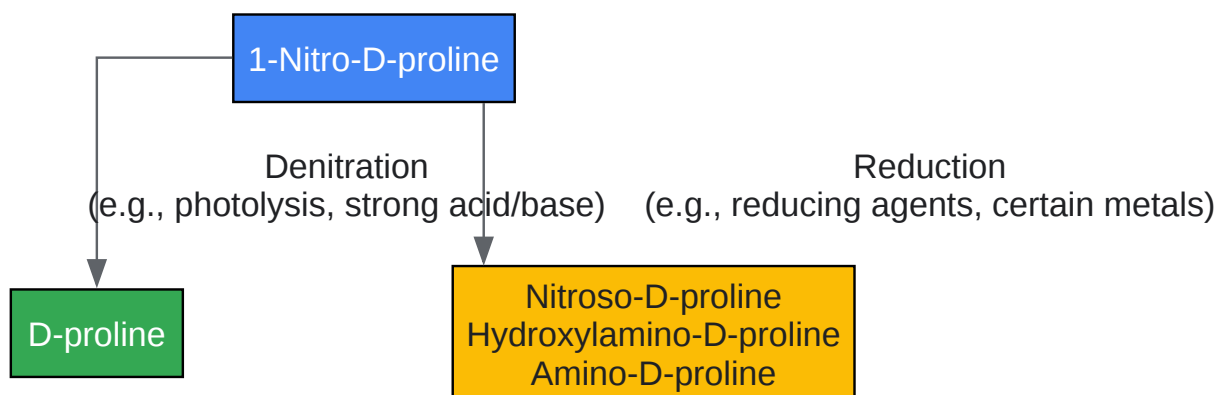 1-Nitro-D-proline
Denitration
(e.g., photolysis, strong acid/base)
Reduction
(e.g., reducing agents, certain metals)
D-proline
Nitroso-D-proline
Hydroxylamino-D-proline
Amino-D-proline